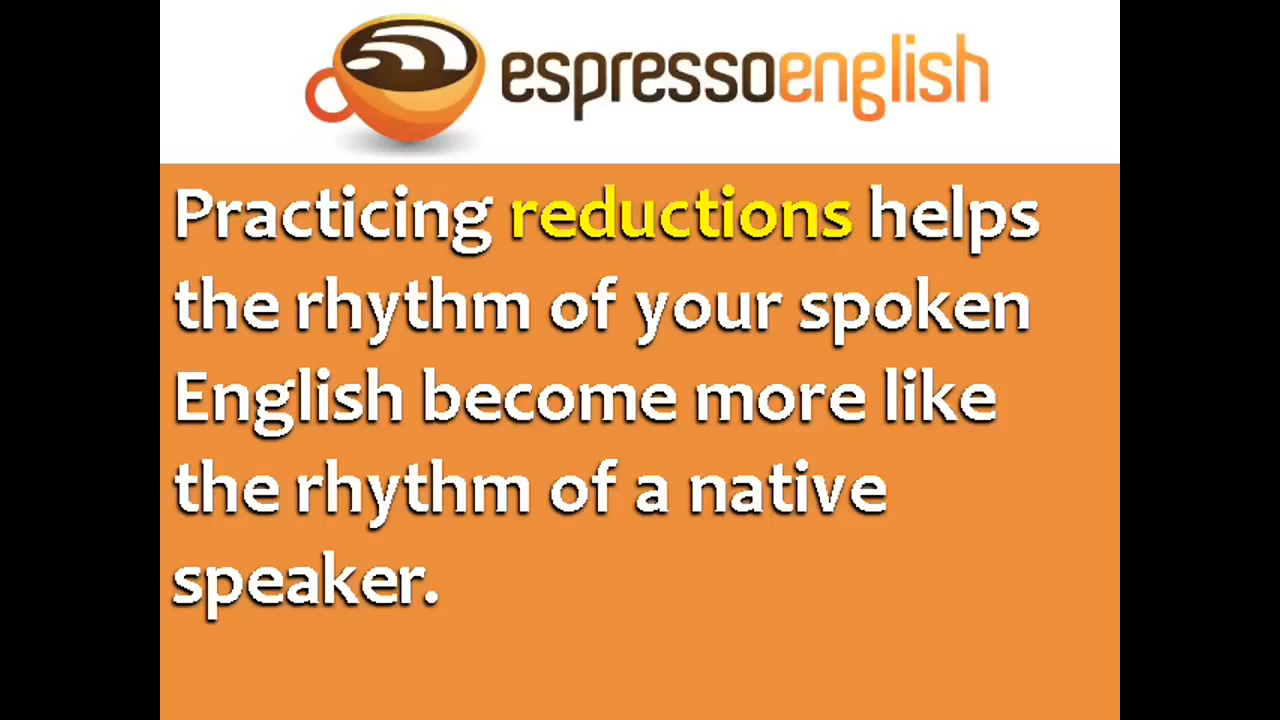 espressoenglish
Practicing reductions helps
the rhythm of your spoken
English become more like
the rhythm of a native
speaker.